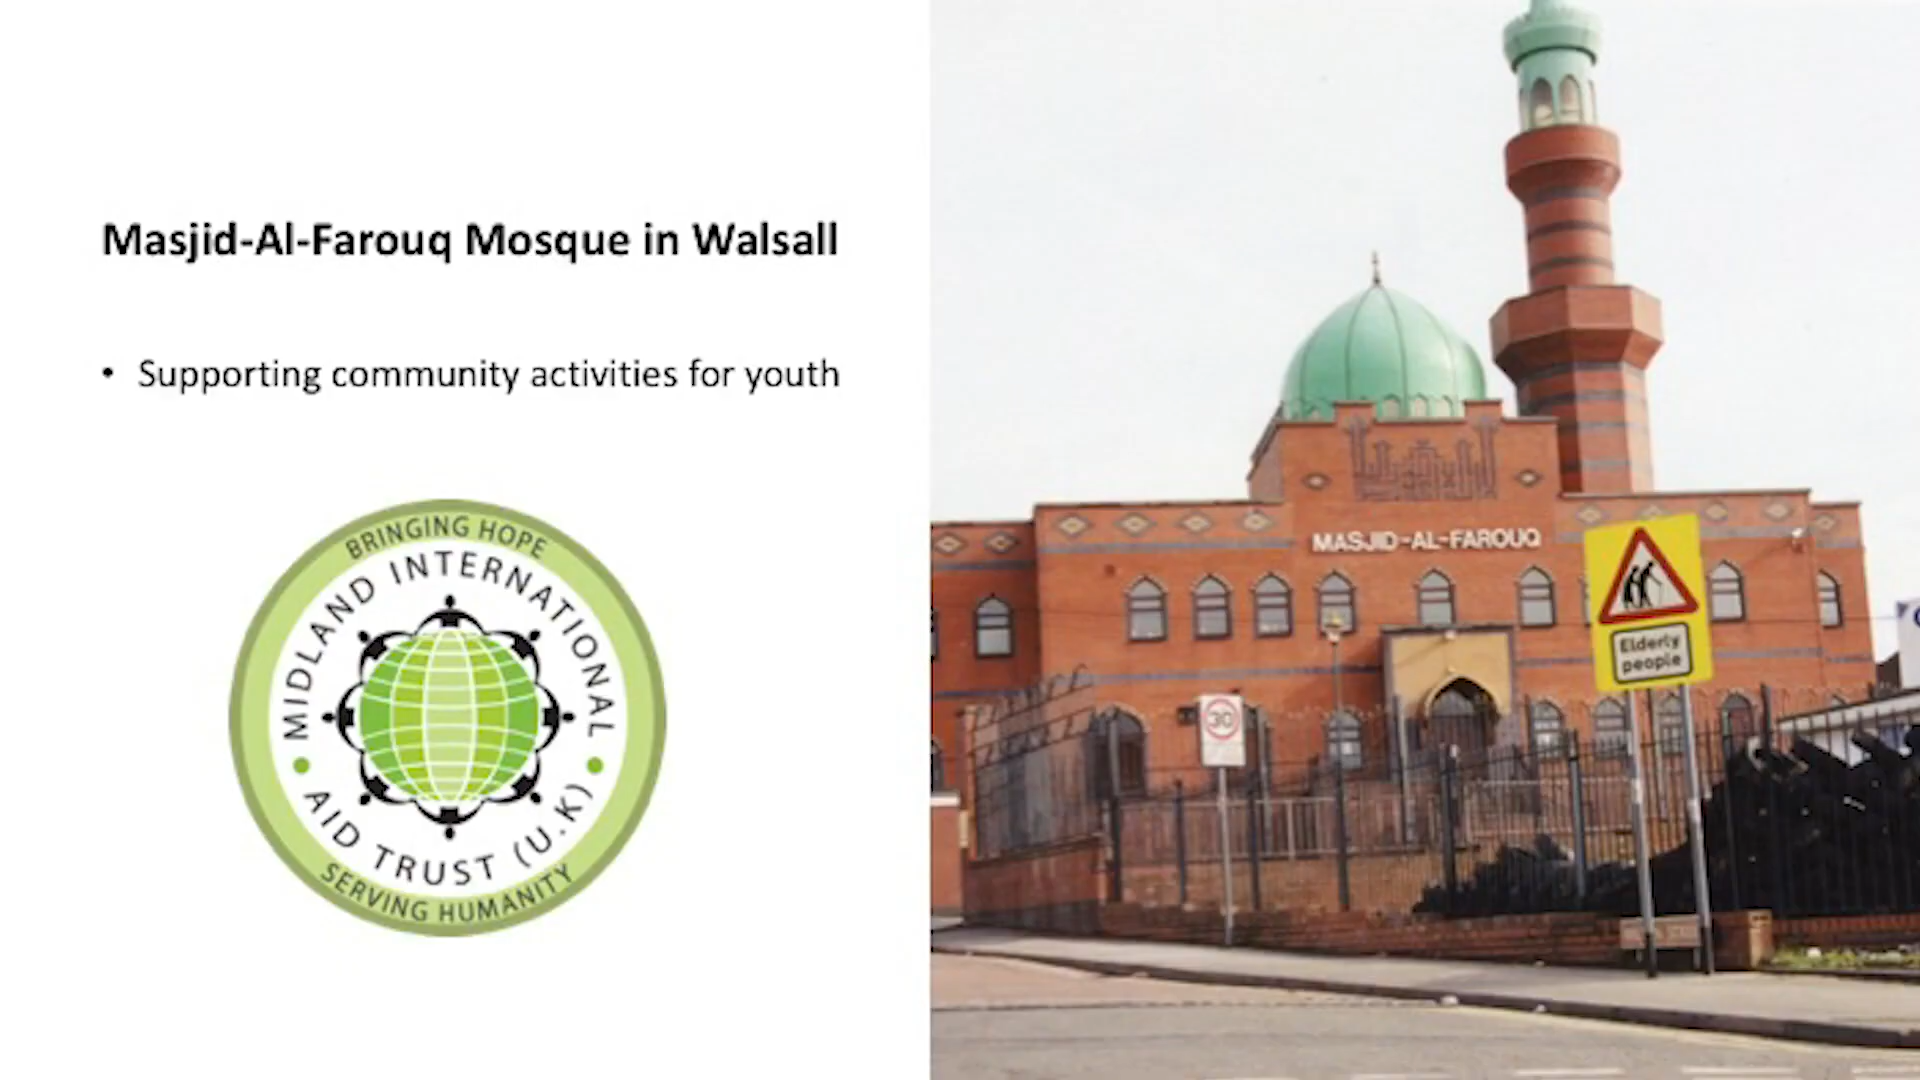 Masjid-Al-Farouq Mosque in Walsall
• Supporting community activities for youth
BRINGING HOPE
MIDLAND INTERNATIONAL
AID TRUST (U.K)
SERVING HUMANITY
MASJID-AL-FAROUQ
Elderly
people
30